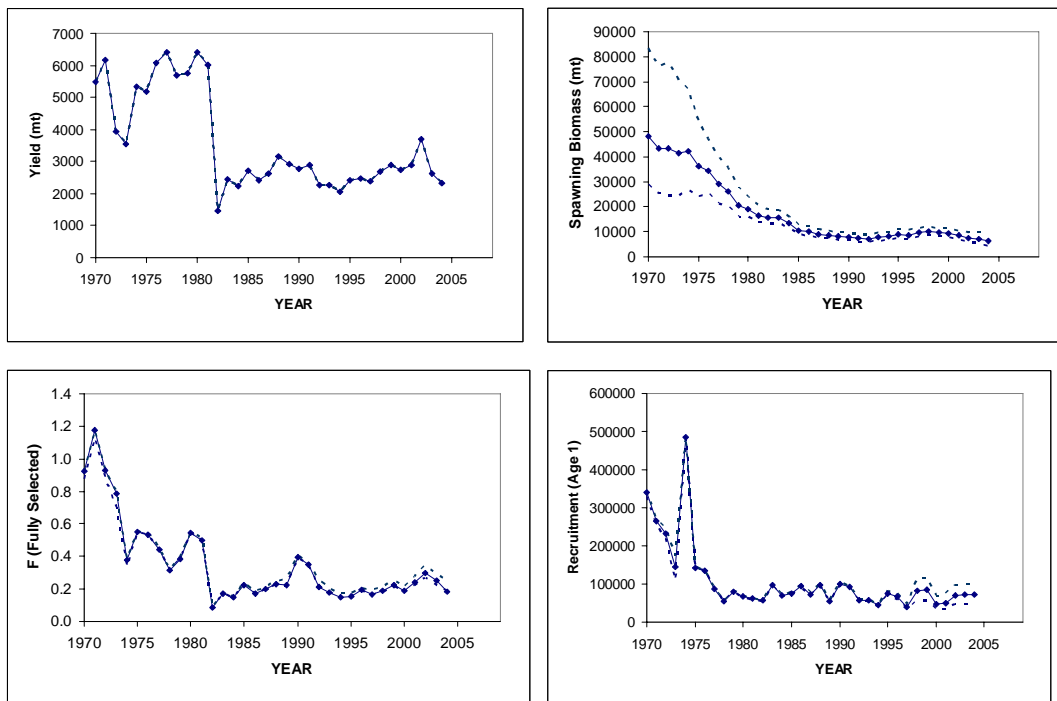 Yield (mt)
7000
6000
5000
4000
3000
2000
1000
0
1970 1975 1980 1985 1990 1995 2000 2005
YEAR
Spawning Biomass (mt)
90000
80000
70000
60000
50000
40000
30000
20000
10000
0
1970 1975 1980 1985 1990 1995 2000 2005
YEAR
F (Fully Selected)
1.4
1.2
1.0
0.8
0.6
0.4
0.2
0.0
1970 1975 1980 1985 1990 1995 2000 2005
YEAR
Recruitment (Age 1)
600000
500000
400000
300000
200000
100000
0
1970 1975 1980 1985 1990 1995 2000 2005
YEAR